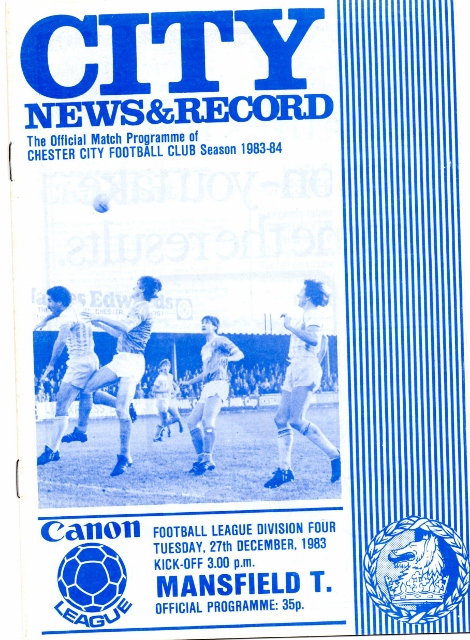 CITY
NEWS & RECORD
The Official Match Programme of
CHESTER CITY FOOTBALL CLUB Season 1983-84
Edwards
Canon
LEAGUE
FOOTBALL LEAGUE DIVISION FOUR
TUESDAY, 27th DECEMBER, 1983
KICK-OFF 3.00 p.m.
MANSFIELD T.
OFFICIAL PROGRAMME: 35p.